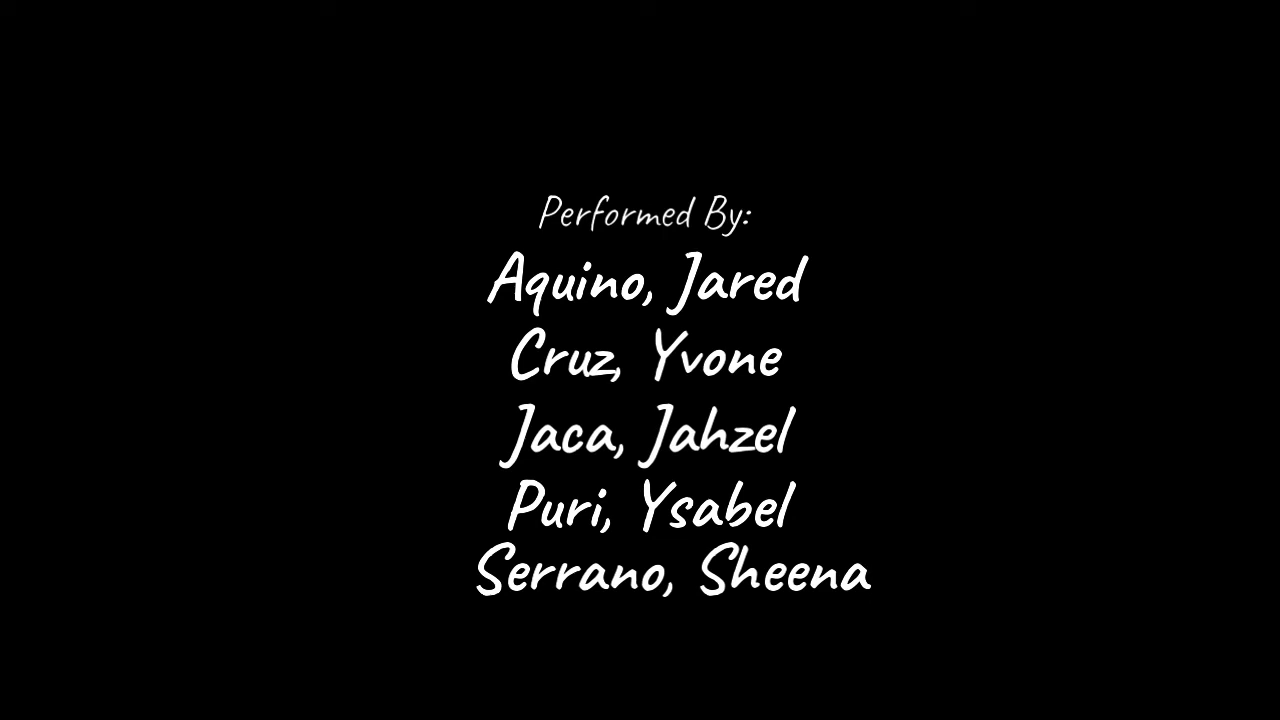 Performed By:
Aquino, Jared
Cruz, Yvone
Jaca, Jahzel
Puri, Ysabel
Serrano, Sheena